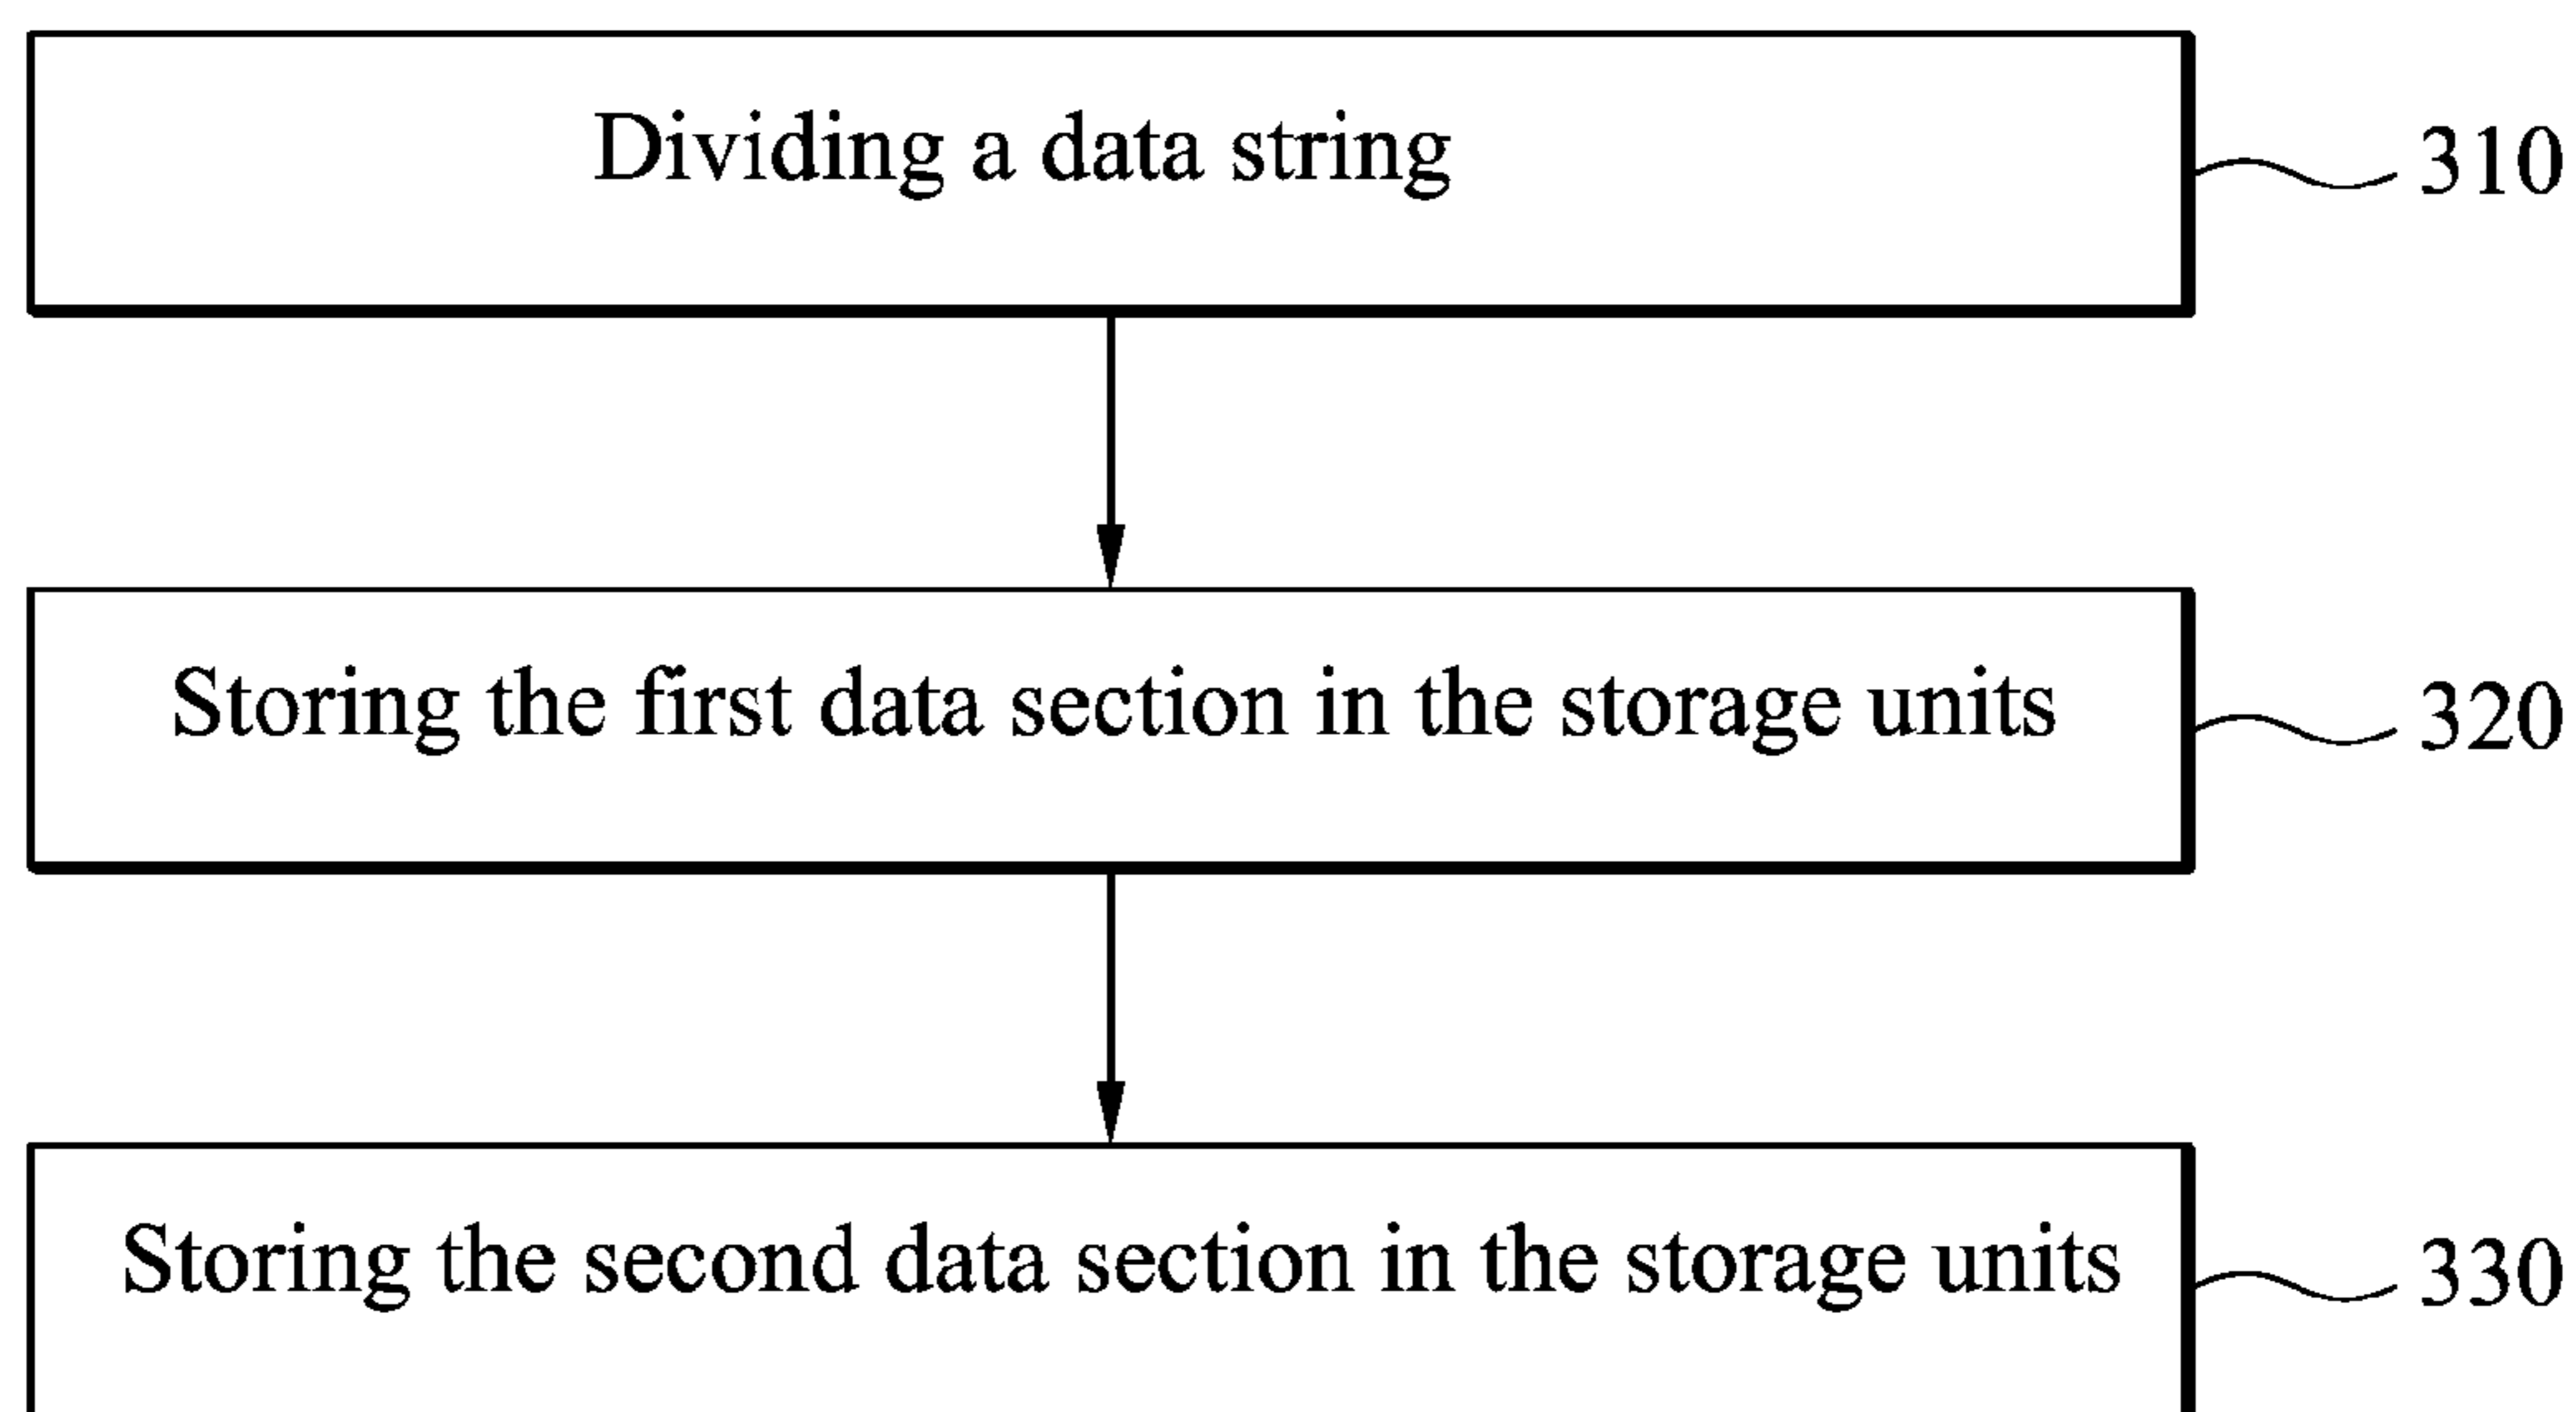 Dividing a data string
310
Storing the first data section in the storage units
320
Storing the second data section in the storage units
330